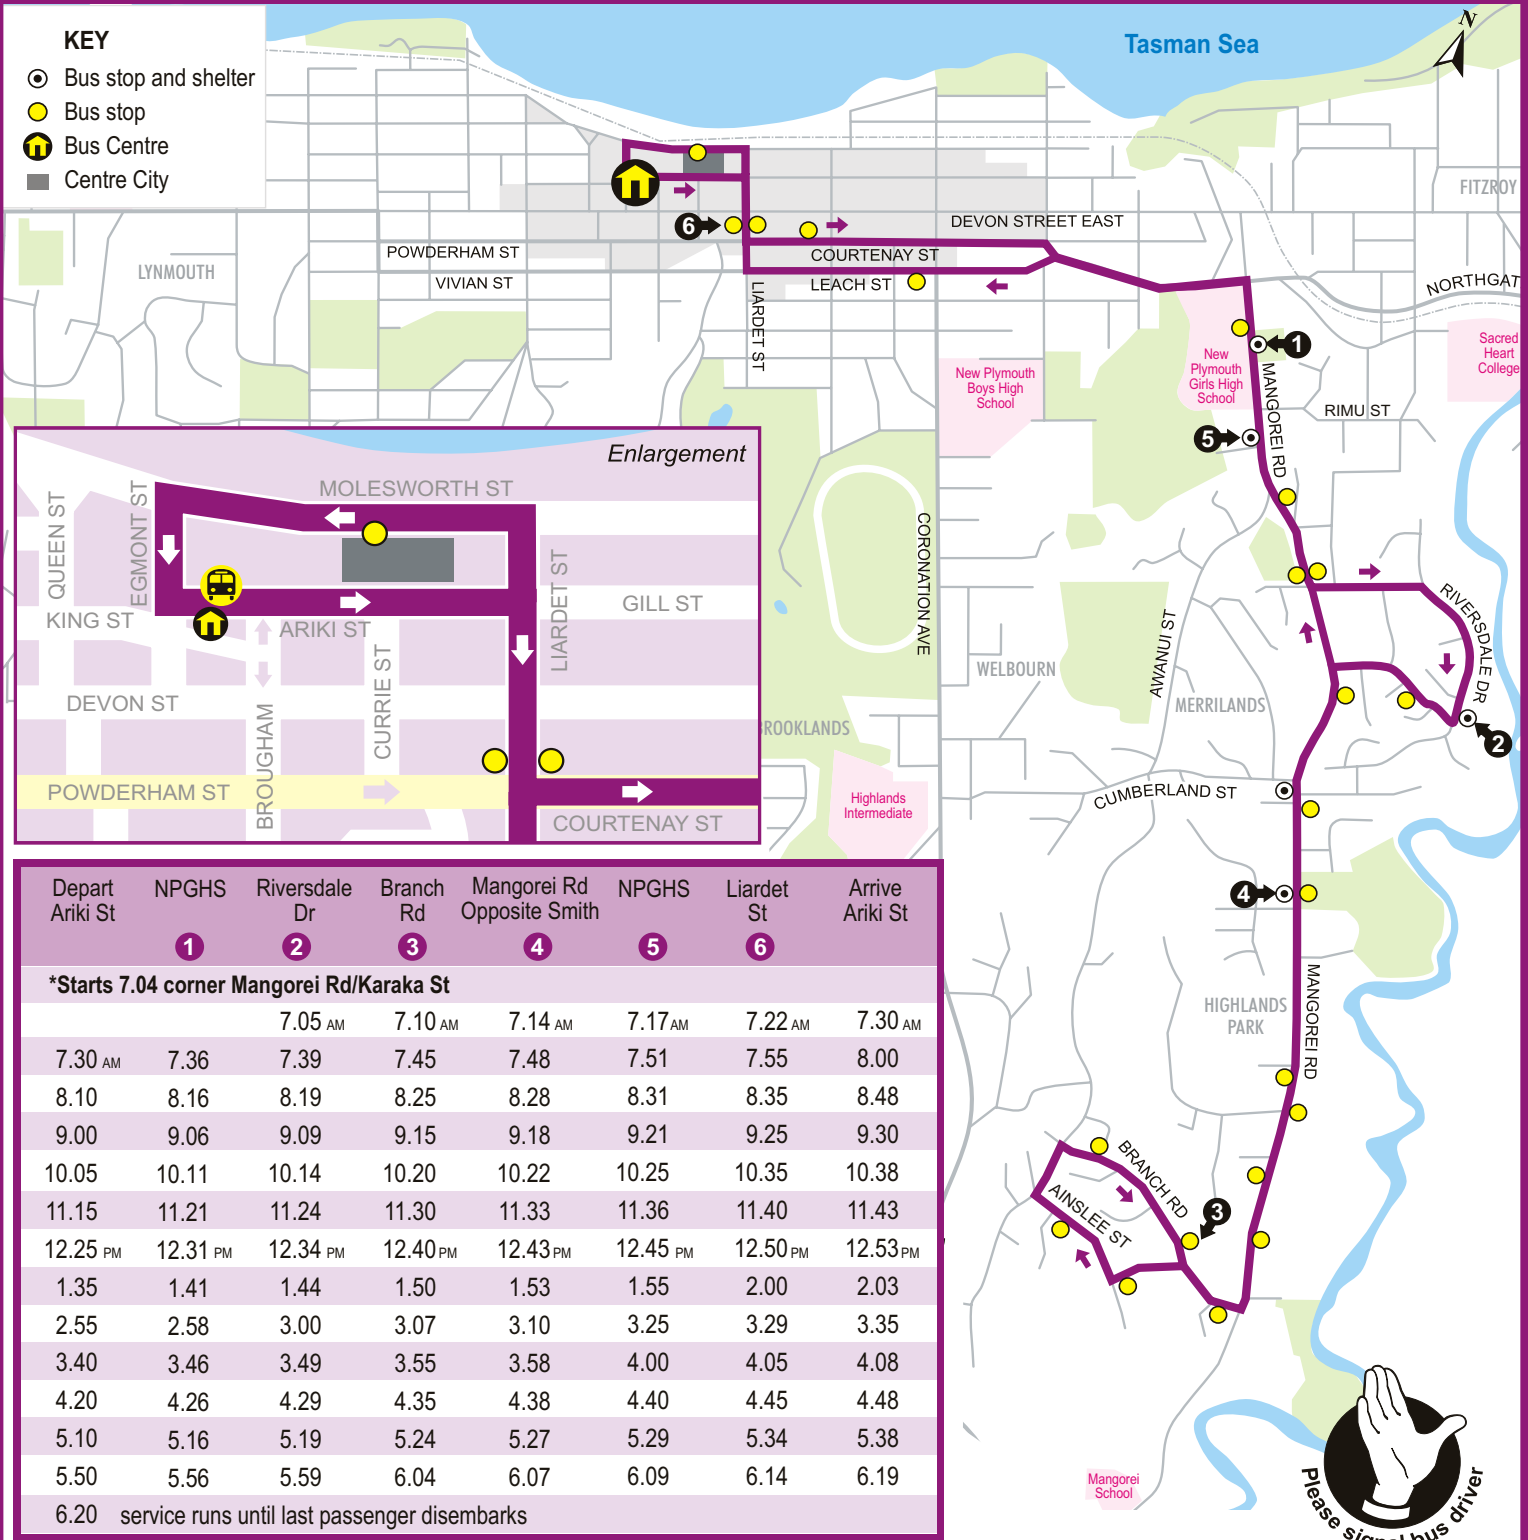 KEY
Bus stop and shelter
Bus stop
Bus Centre
Centre City
Tasman Sea
N
FITZROY
DEVON STREET EAST
6
POWDERHAM ST
COURTENAY ST
LYNMOUTH
VIVIAN ST
LEACH ST
NORTHGAT
LIARDET ST
1
New Plymouth
Boys High
School
New
Plymouth
Girls High
School
Sacred
Heart
College
MANGOREI RD
RIMU ST
5
Enlargement
MOLESWORTH ST
QUEEN ST
EGMONT ST
LIARDET ST
KING ST
ARIKI ST
GILL ST
CURRIE ST
DEVON ST
BROUGHAM
POWDERHAM ST
COURTENAY ST
CORONATION AVE
RIVERSDALE DR
WELBOURN
AWANUI ST
MERRILANDS
2
ROOKLANDS
CUMBERLAND ST
Highlands
Intermediate
4
HIGHLANDS
PARK
MANGOREI RD
BRANCH RD
AINSLEE ST
3
Mangorei
School
Please signal bus driver
Depart Ariki St NPGHS Riversdale Dr Branch Rd Mangorei Rd Opposite Smith NPGHS Liardet St Arrive Ariki St
1 2 3 4 5 6
*Starts 7.04 corner Mangorei Rd/Karaka St
7.05 AM 7.10 AM 7.14 AM 7.17 AM 7.22 AM 7.30 AM
7.30 AM 7.36 7.39 7.45 7.48 7.51 7.55 8.00
8.10 8.16 8.19 8.25 8.28 8.31 8.35 8.48
9.00 9.06 9.09 9.15 9.18 9.21 9.25 9.30
10.05 10.11 10.14 10.20 10.22 10.25 10.35 10.38
11.15 11.21 11.24 11.30 11.33 11.36 11.40 11.43
12.25 PM 12.31 PM 12.34 PM 12.40 PM 12.43 PM 12.45 PM 12.50 PM 12.53 PM
1.35 1.41 1.44 1.50 1.53 1.55 2.00 2.03
2.55 2.58 3.00 3.07 3.10 3.25 3.29 3.35
3.40 3.46 3.49 3.55 3.58 4.00 4.05 4.08
4.20 4.26 4.29 4.35 4.38 4.40 4.45 4.48
5.10 5.16 5.19 5.24 5.27 5.29 5.34 5.38
5.50 5.56 5.59 6.04 6.07 6.09 6.14 6.19
6.20 service runs until last passenger disembarks